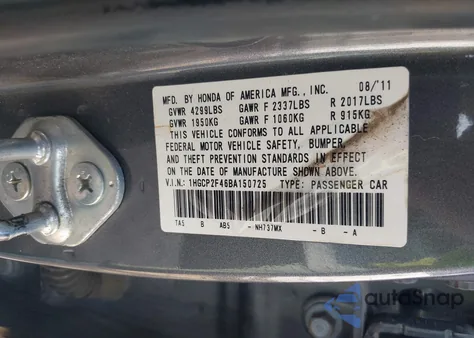 MFD. BY HONDA OF AMERICA MFG., INC. 08/'11
GVWR 4299LBS GAWR F 2337LBS R 2017LBS
GVWR 1950KG GAWR F 1060KG R 915KG
THIS VEHICLE CONFORMS TO ALL APPLICABLE
FEDERAL MOTOR VEHICLE SAFETY, BUMPER,
AND THEFT PREVENTION STANDARDS IN EFFECT
ON THE DATE OF MANUFACTURE SHOWN ABOVE.
V.I.N.: 1HGCP2F46BA150725 TYPE: PASSENGER CAR
TA5 B AB5 - NH737MX - B - A
autoSnap